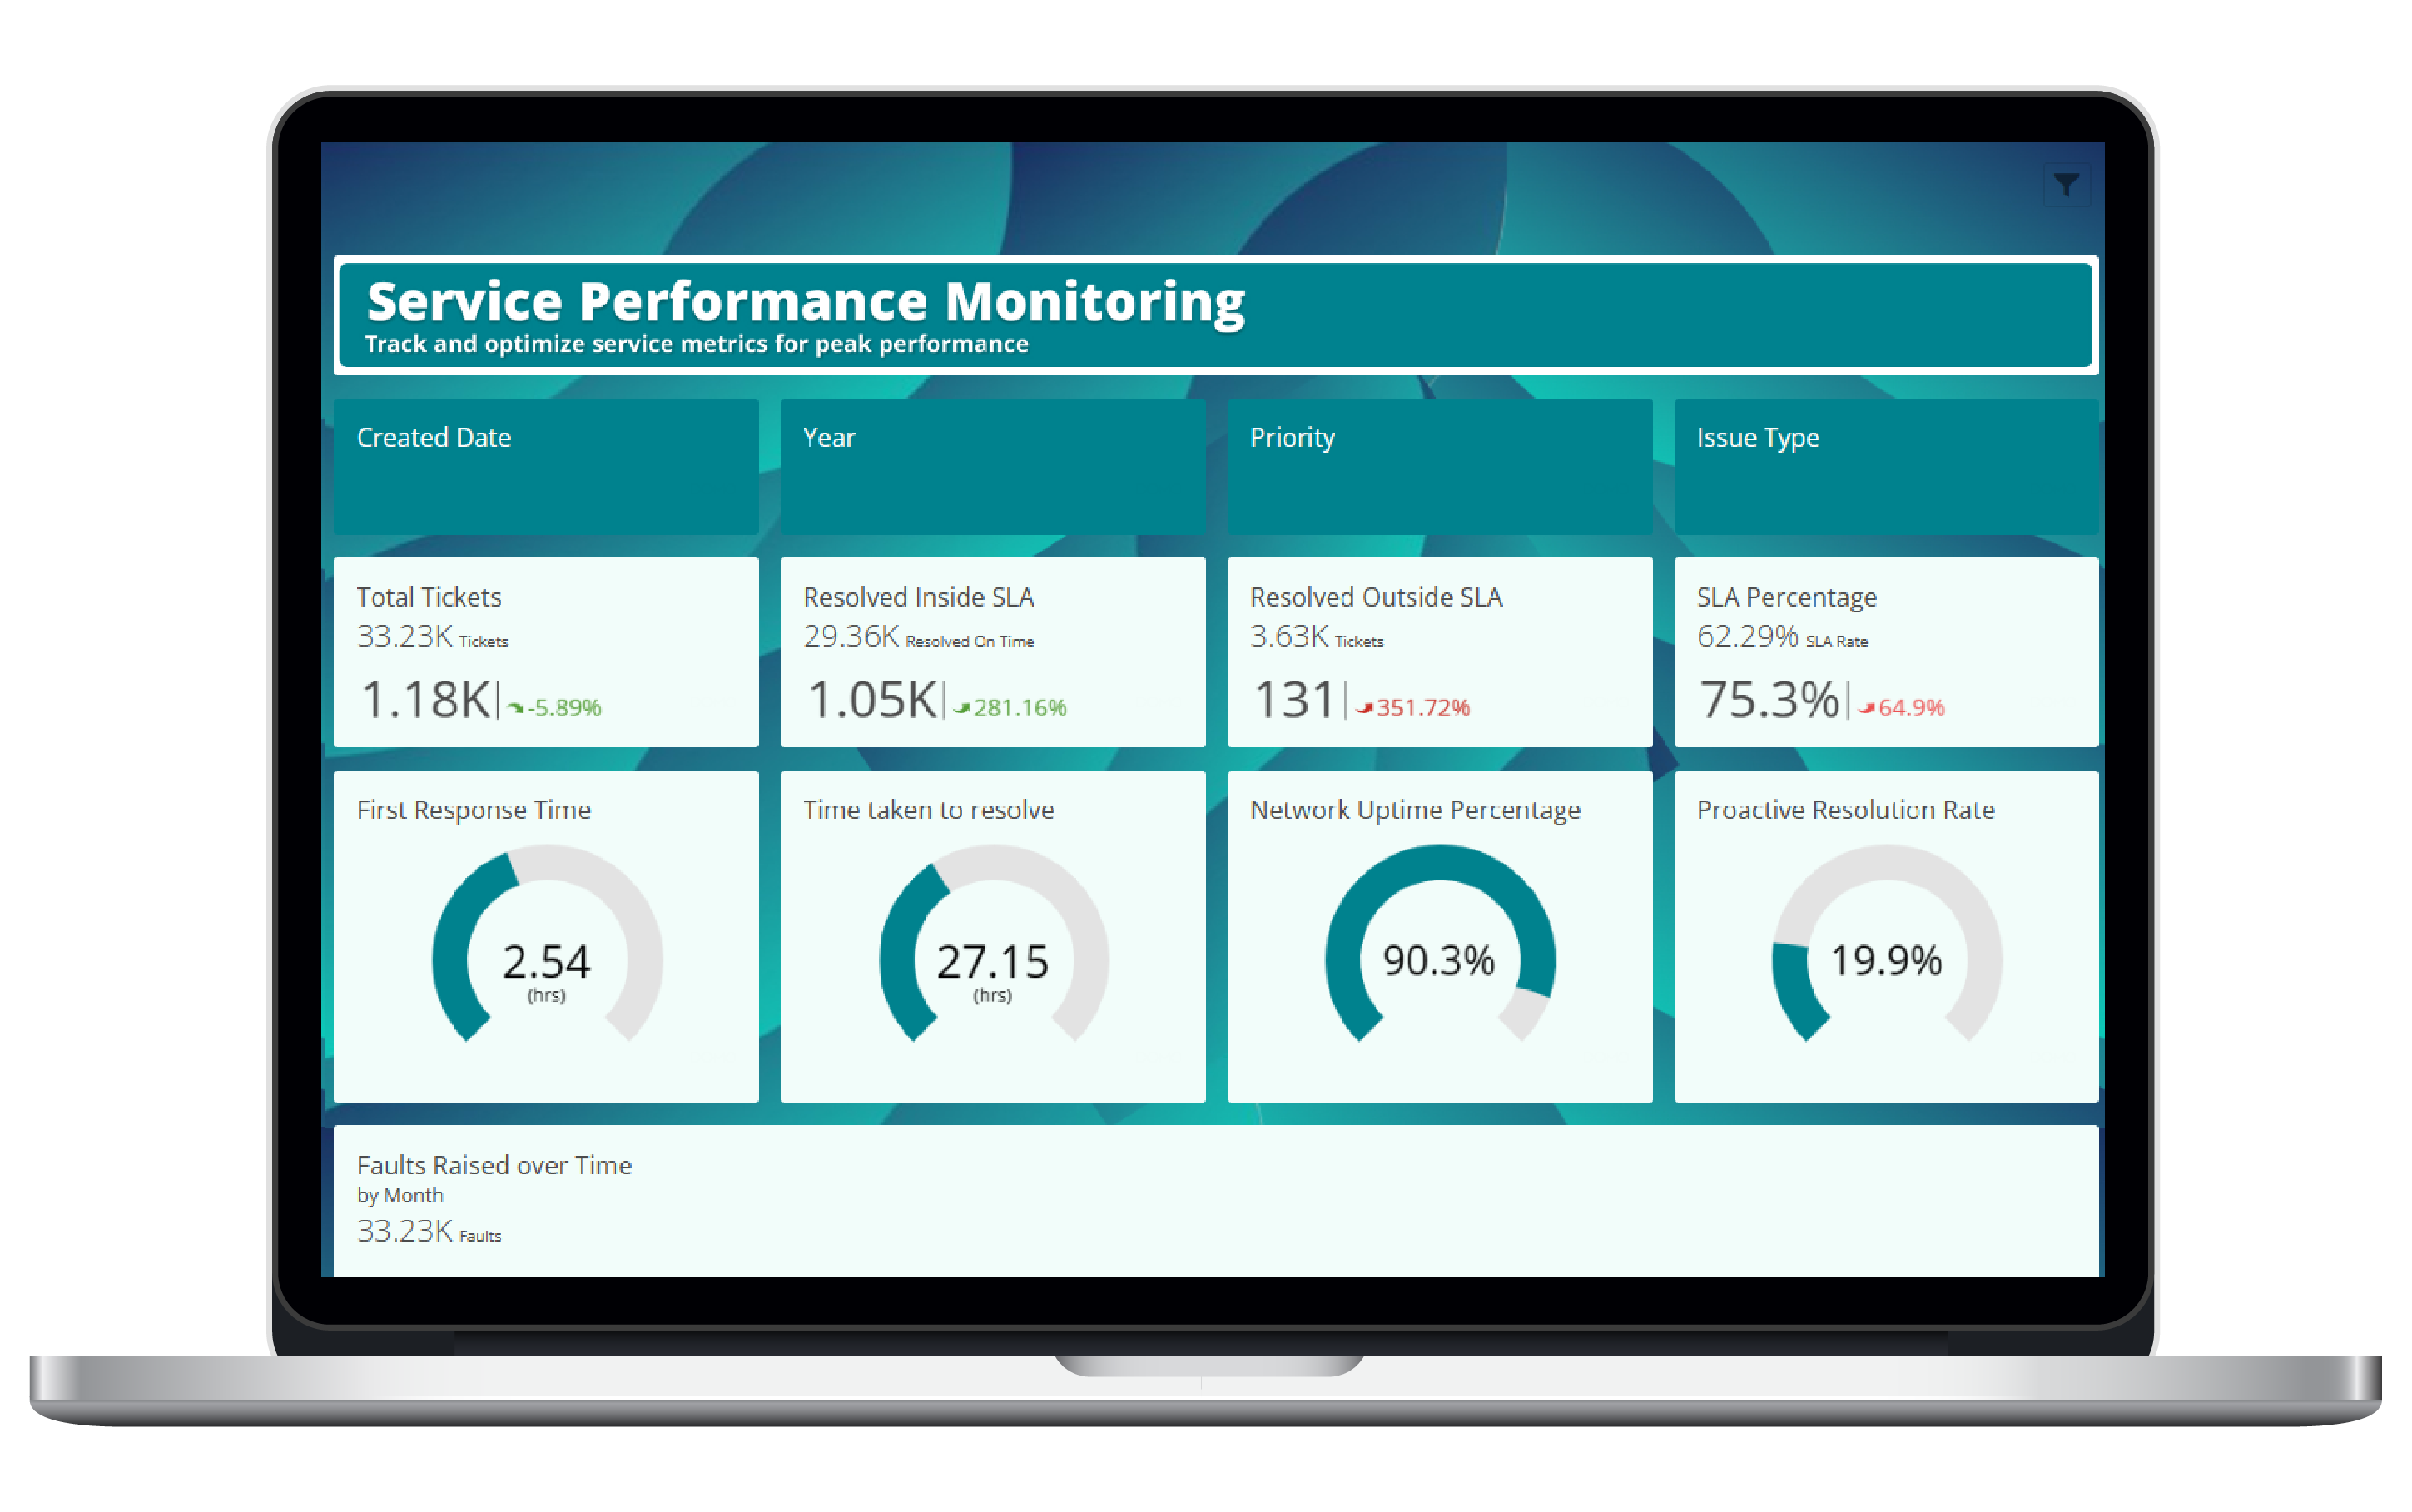 Service Performance Monitoring
Track and optimize service metrics for peak performance
Created Date
Year
Priority
Issue Type
Total Tickets
33.23K Tickets
1.18K -5.89%
Resolved Inside SLA
29.36K Resolved On Time
1.05K 281.16%
Resolved Outside SLA
3.63K Tickets
131 351.72%
SLA Percentage
62.29% SLA Rate
75.3% 64.9%
First Response Time
2.54
(hrs)
Time taken to resolve
27.15
(hrs)
Network Uptime Percentage
90.3%
Proactive Resolution Rate
19.9%
Faults Raised over Time
by Month
33.23K Faults